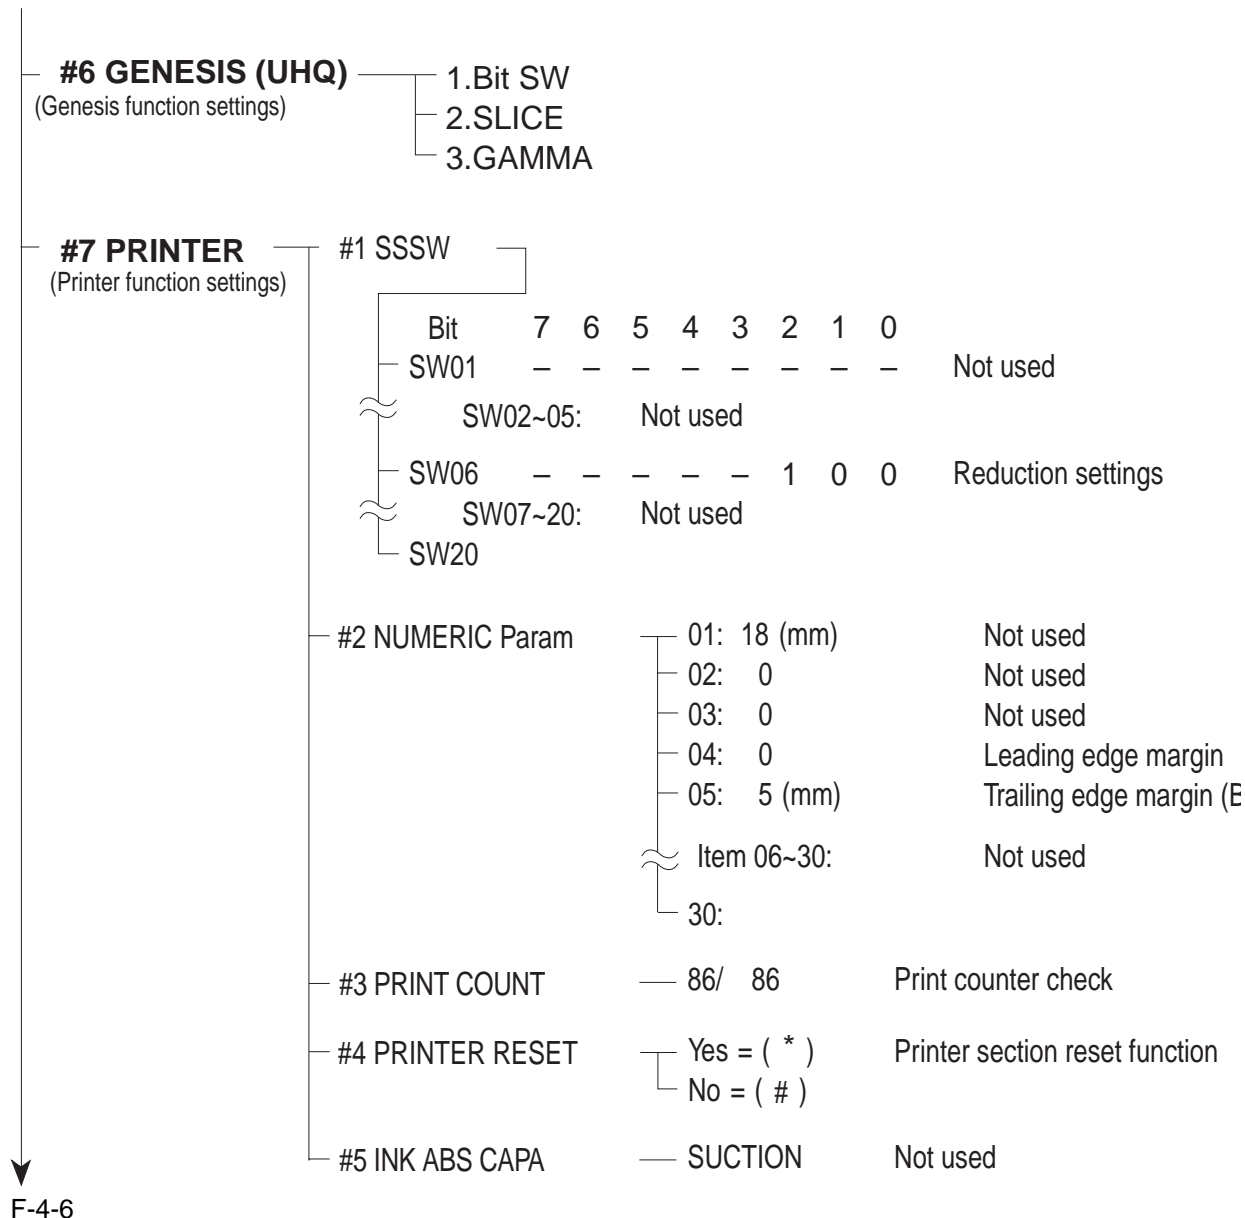 #6 GENESIS (UHQ)
(Genesis function settings)
1.Bit SW
2.SLICE
3.GAMMA
#7 PRINTER
(Printer function settings)
#1 SSSW
Bit 7 6 5 4 3 2 1 0
SW01 – – – – – – – – Not used
SW02~05: Not used
SW06 – – – – – 1 0 0 Reduction settings
SW07~20: Not used
SW20
#2 NUMERIC Param
01: 18 (mm) Not used
02: 0 Not used
03: 0 Not used
04: 0 Leading edge margin
05: 5 (mm) Trailing edge margin (B
Item 06~30: Not used
30:
#3 PRINT COUNT 86/ 86 Print counter check
#4 PRINTER RESET Yes = ( * ) Printer section reset function
No = ( # )
#5 INK ABS CAPA SUCTION Not used
F-4-6